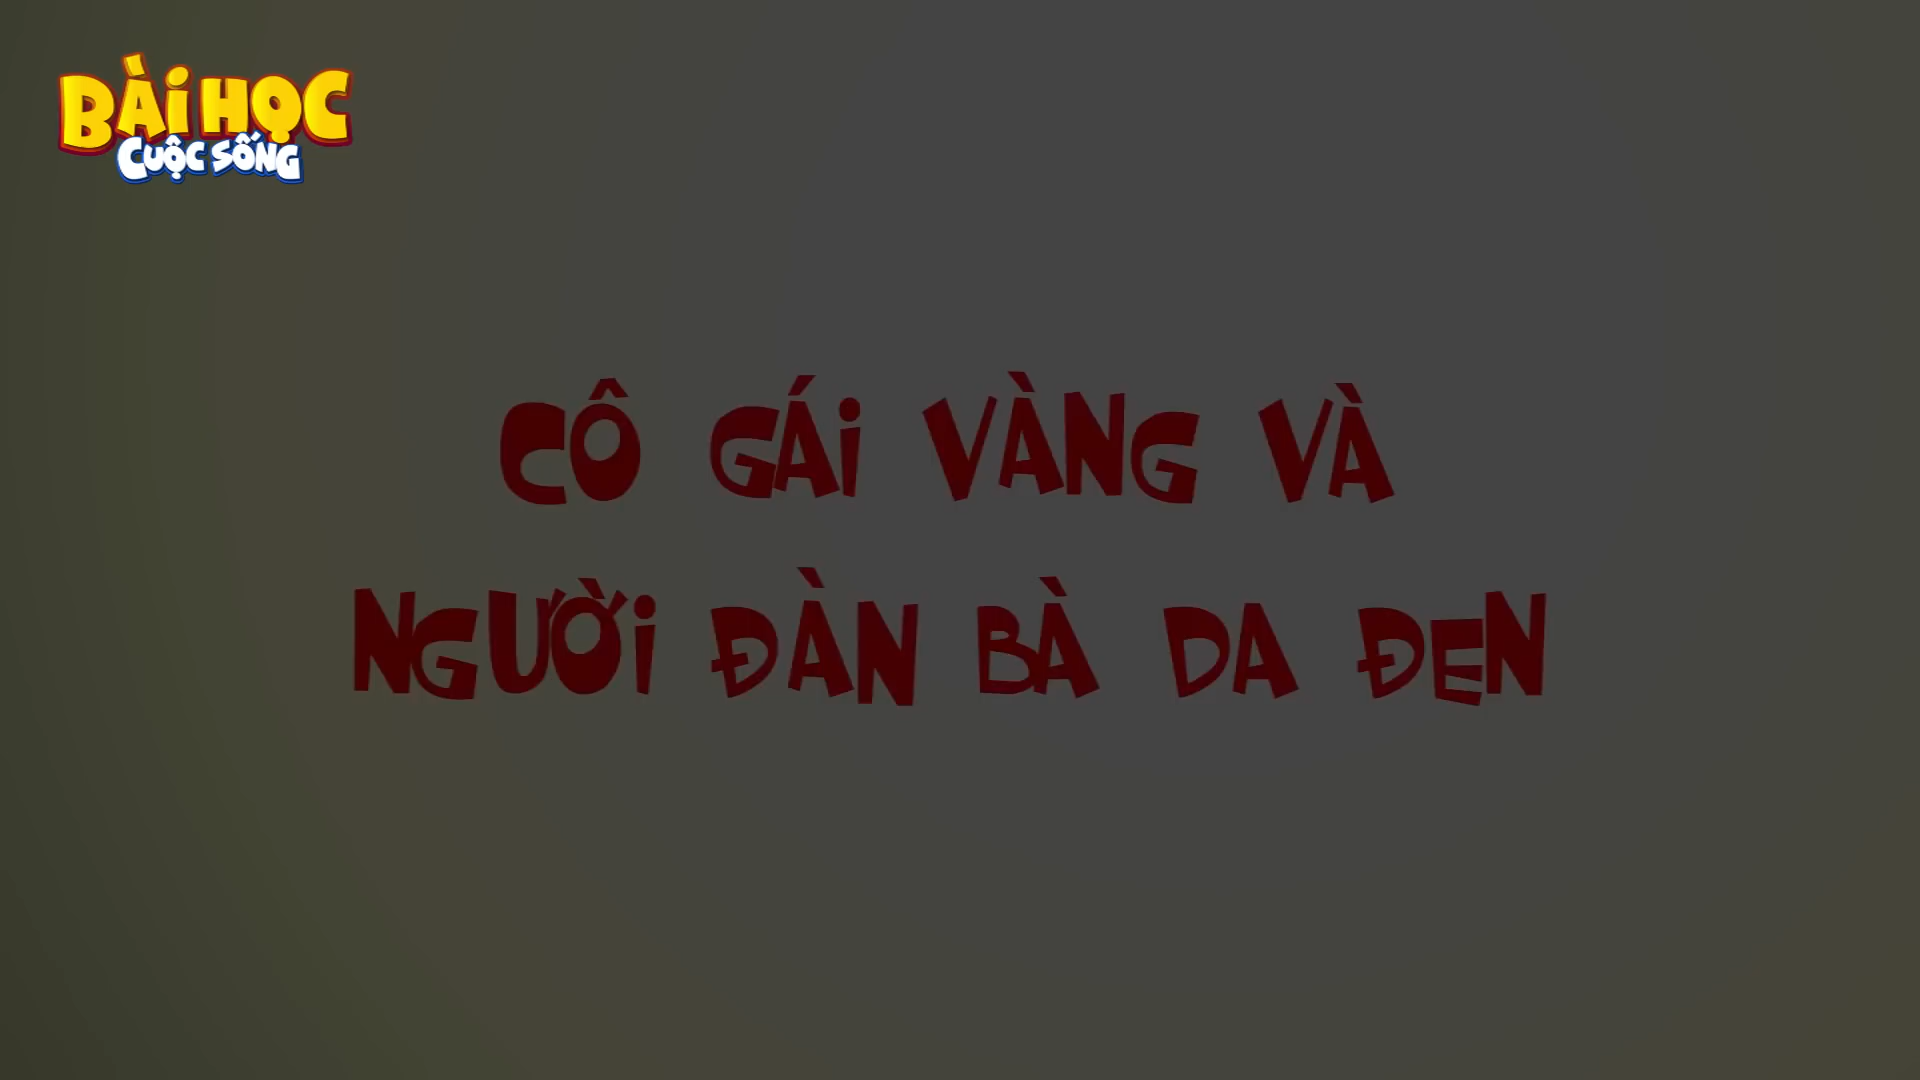 BÀI HỌC
CUỘC SỐNG
CÔ GÁI VÀNG VÀ
NGƯỜI ĐÀN BÀ DA ĐEN